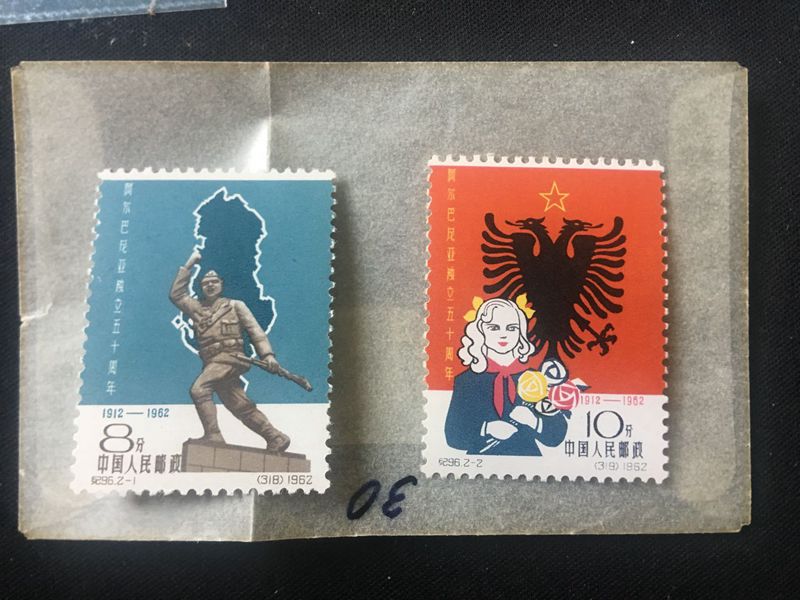 阿尔巴尼亚独立五十周年
1912—1962
8分
中国人民邮政
纪96.2-1
(318) 1962
阿尔巴尼亚独立五十周年
1912—1962
10分
中国人民邮政
纪96.2-2
(319) 1962
30